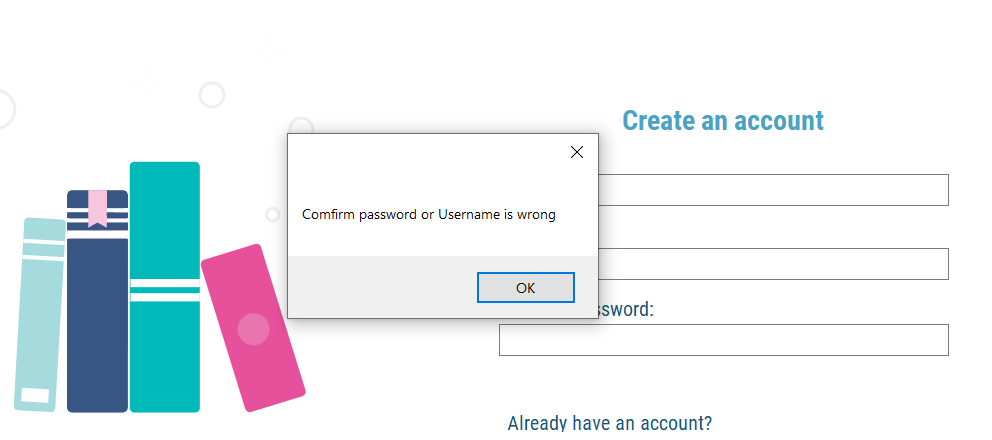 Create an account
Comfirm password or Username is wrong
OK
ssword:
Already have an account?